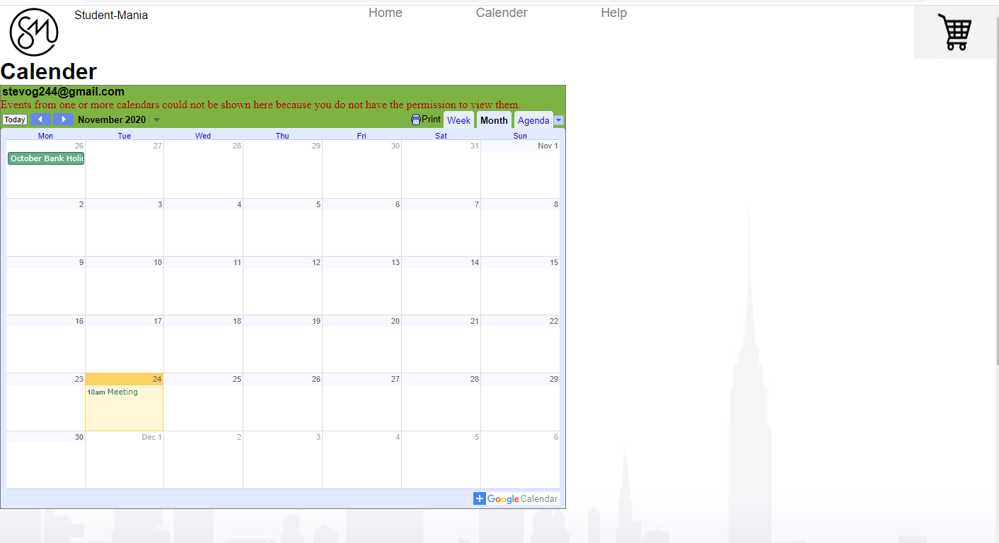 Student-Mania
Home Calender Help
SM
Calender
stevog244@gmail.com
Events from one or more calendars could not be shown here because you do not have the permission to view them.
Today November 2020 Print Week Month Agenda
Mon Tue Wed Thu Fri Sat Sun
26 27 28 29 30 31 Nov 1
October Bank Holic
2 3 4 5 6 7 8
9 10 11 12 13 14 15
16 17 18 19 20 21 22
23 24 25 26 27 28 29
10am Meeting
30 Dec 1 2 3 4 5 6
Google Calendar